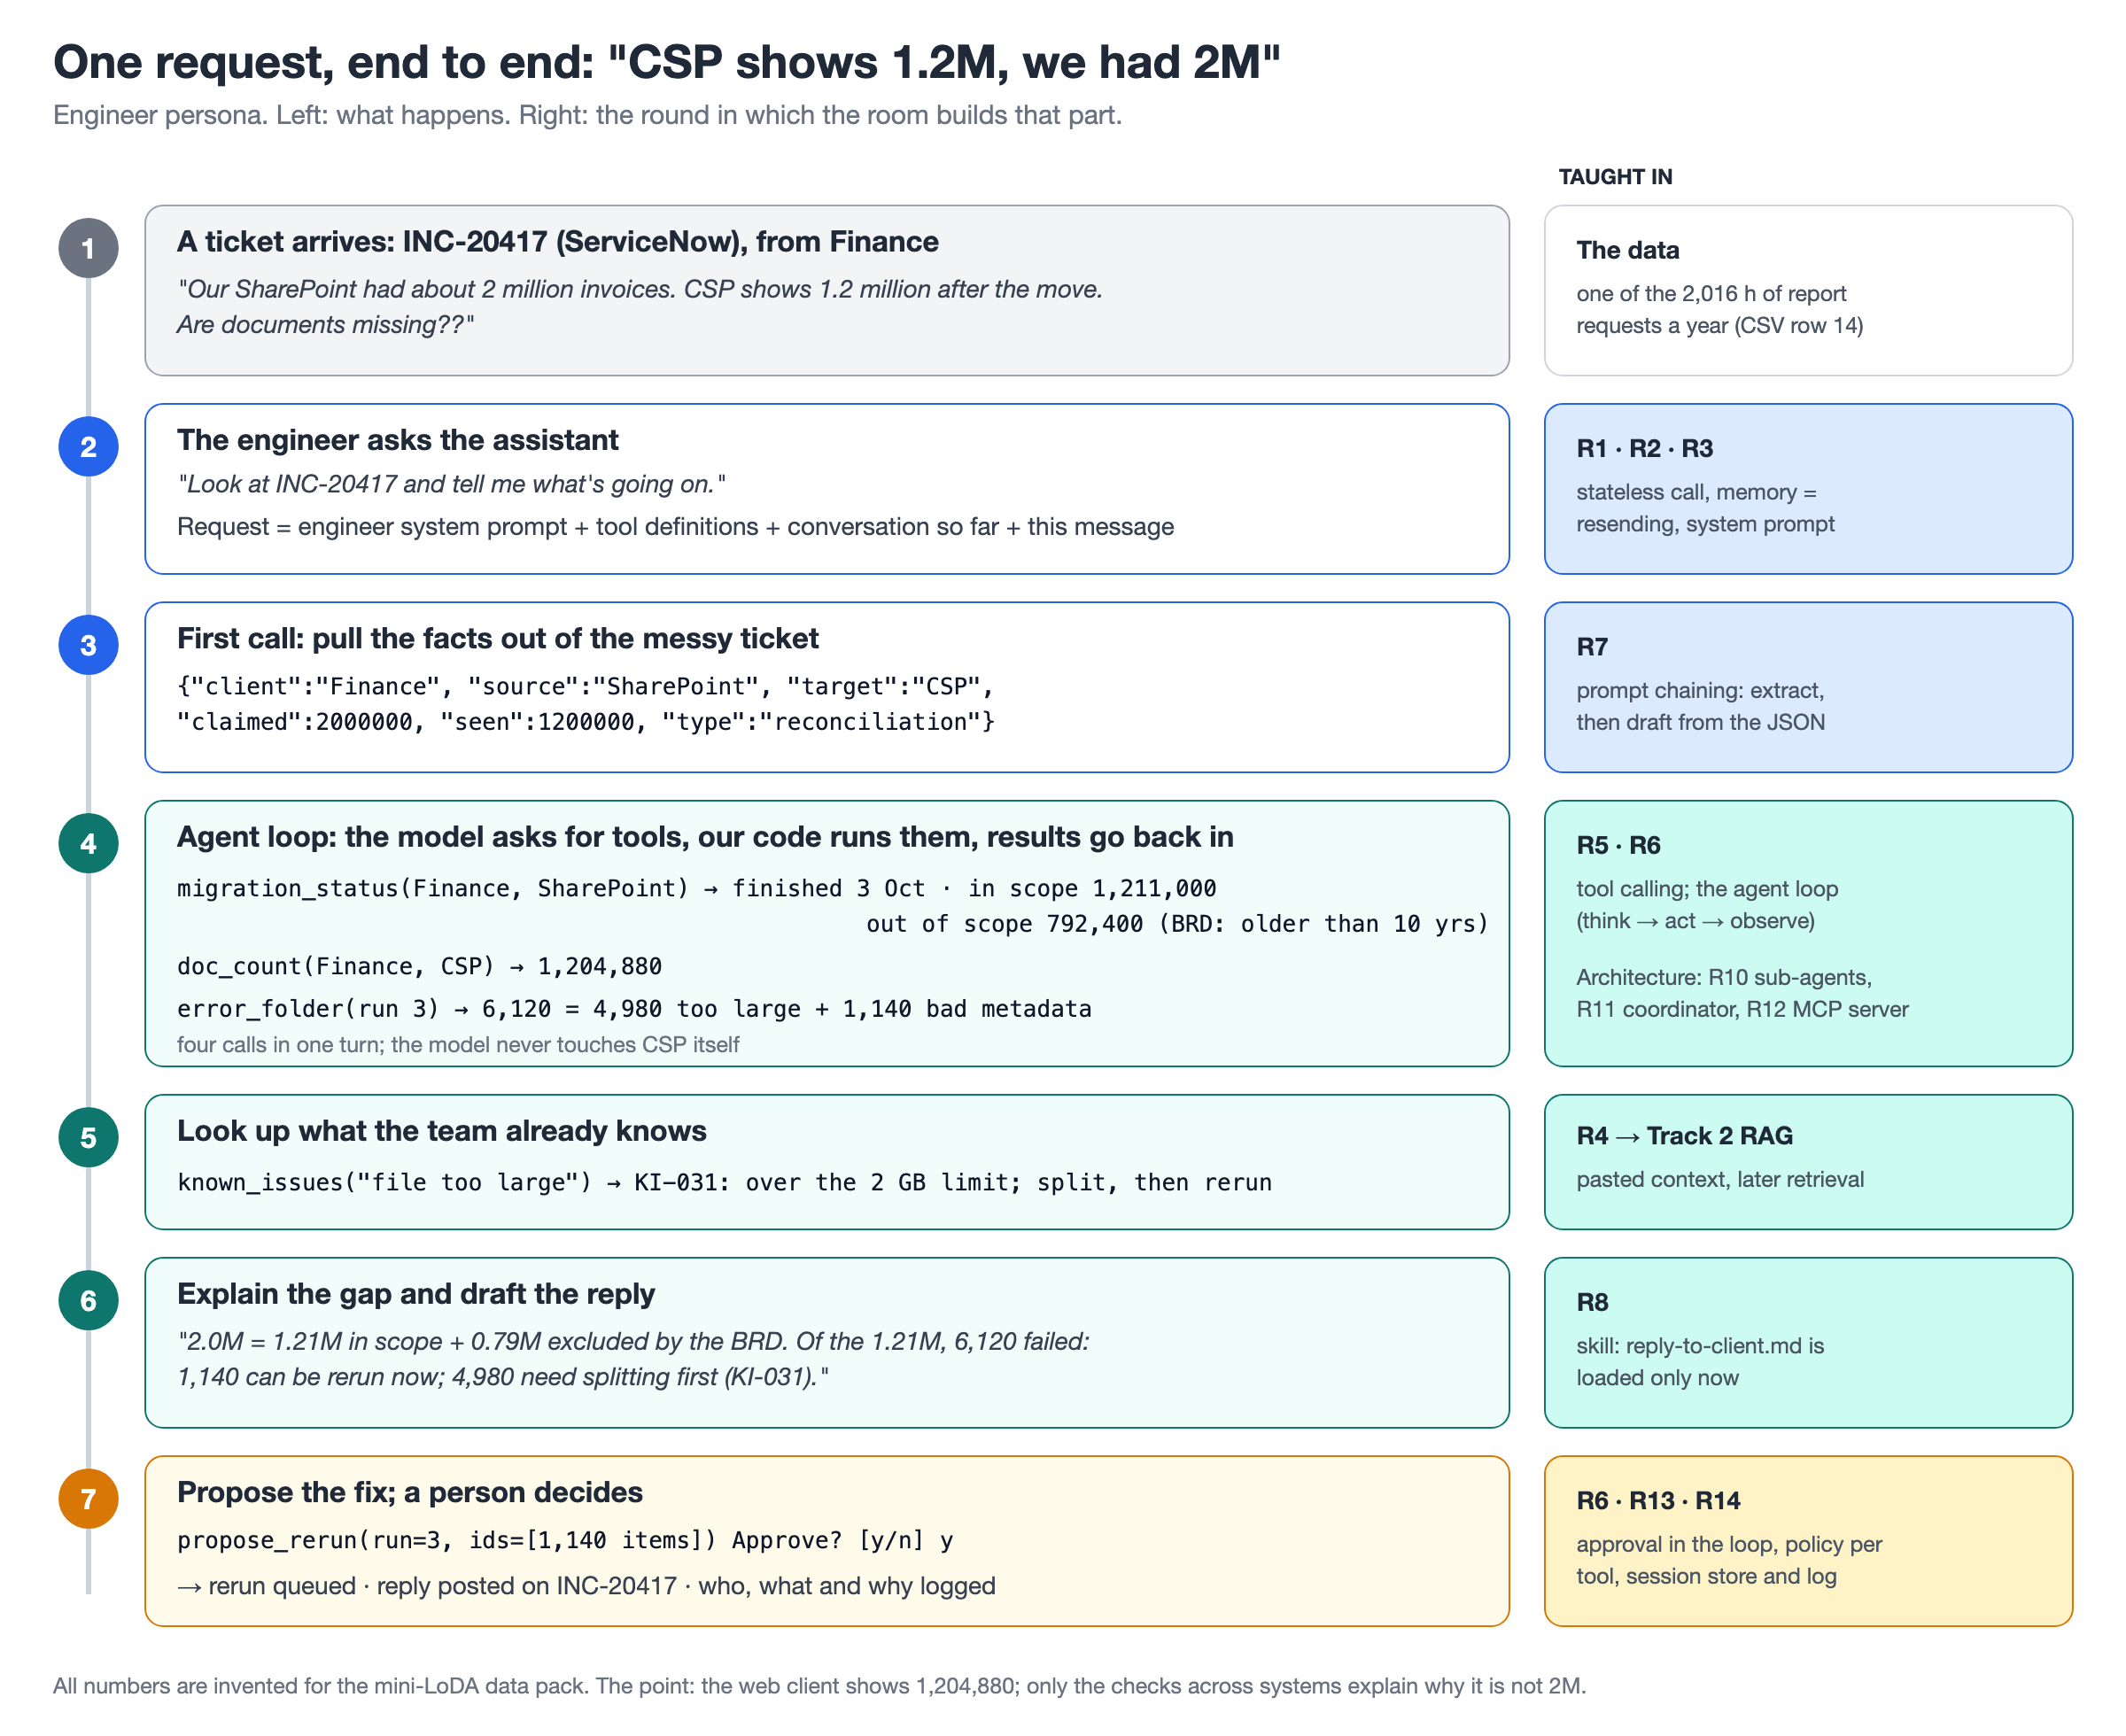 One request, end to end: "CSP shows 1.2M, we had 2M"
Engineer persona. Left: what happens. Right: the round in which the room builds that part.
TAUGHT IN
1
A ticket arrives: INC-20417 (ServiceNow), from Finance
"Our SharePoint had about 2 million invoices. CSP shows 1.2 million after the move.
Are documents missing??"
The data
one of the 2,016 h of report
requests a year (CSV row 14)
2
The engineer asks the assistant
"Look at INC-20417 and tell me what's going on."
Request = engineer system prompt + tool definitions + conversation so far + this message
R1 · R2 · R3
stateless call, memory =
resending, system prompt
3
First call: pull the facts out of the messy ticket
{"client":"Finance", "source":"SharePoint", "target":"CSP",
"claimed":2000000, "seen":1200000, "type":"reconciliation"}
R7
prompt chaining: extract,
then draft from the JSON
4
Agent loop: the model asks for tools, our code runs them, results go back in
migration_status(Finance, SharePoint) → finished 3 Oct · in scope 1,211,000
out of scope 792,400 (BRD: older than 10 yrs)
doc_count(Finance, CSP) → 1,204,880
error_folder(run 3) → 6,120 = 4,980 too large + 1,140 bad metadata
four calls in one turn; the model never touches CSP itself
R5 · R6
tool calling; the agent loop
(think → act → observe)
Architecture: R10 sub-agents,
R11 coordinator, R12 MCP server
5
Look up what the team already knows
known_issues("file too large") → KI-031: over the 2 GB limit; split, then rerun
R4 → Track 2 RAG
pasted context, later retrieval
6
Explain the gap and draft the reply
"2.0M = 1.21M in scope + 0.79M excluded by the BRD. Of the 1.21M, 6,120 failed:
1,140 can be rerun now; 4,980 need splitting first (KI-031)."
R8
skill: reply-to-client.md is
loaded only now
7
Propose the fix; a person decides
propose_rerun(run=3, ids=[1,140 items]) Approve? [y/n] y
→ rerun queued · reply posted on INC-20417 · who, what and why logged
R6 · R13 · R14
approval in the loop, policy per
tool, session store and log
All numbers are invented for the mini-LoDA data pack. The point: the web client shows 1,204,880; only the checks across systems explain why it is not 2M.